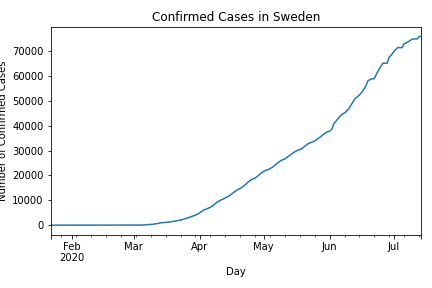 Confirmed Cases in Sweden
Number of Confirmed Cases
70000
60000
50000
40000
30000
20000
10000
0
Feb
2020
Mar
Apr
May
Jun
Jul
Day